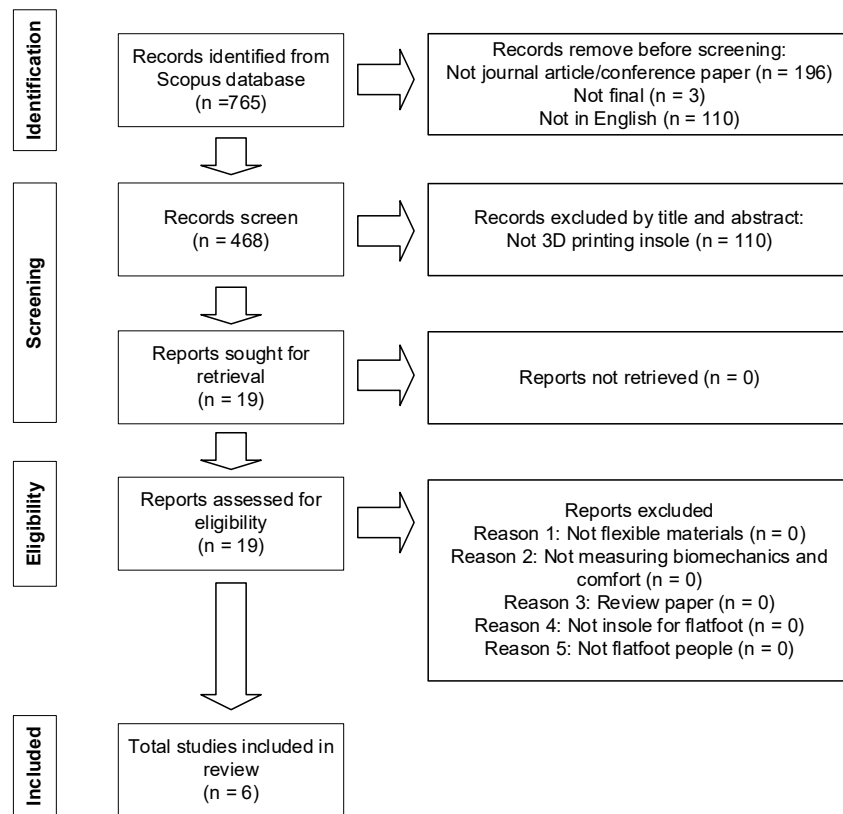 Identification
Records identified from
Scopus database
(n =765)
Records remove before screening:
Not journal article/conference paper (n = 196)
Not final (n = 3)
Not in English (n = 110)
Screening
Records screen
(n = 468)
Records excluded by title and abstract:
Not 3D printing insole (n = 110)
Reports sought for
retrieval
(n = 19)
Reports not retrieved (n = 0)
Eligibility
Reports assessed for
eligibility
(n = 19)
Reports excluded
Reason 1: Not flexible materials (n = 0)
Reason 2: Not measuring biomechanics and
comfort (n = 0)
Reason 3: Review paper (n = 0)
Reason 4: Not insole for flatfoot (n = 0)
Reason 5: Not flatfoot people (n = 0)
Included
Total studies included in
review
(n = 6)